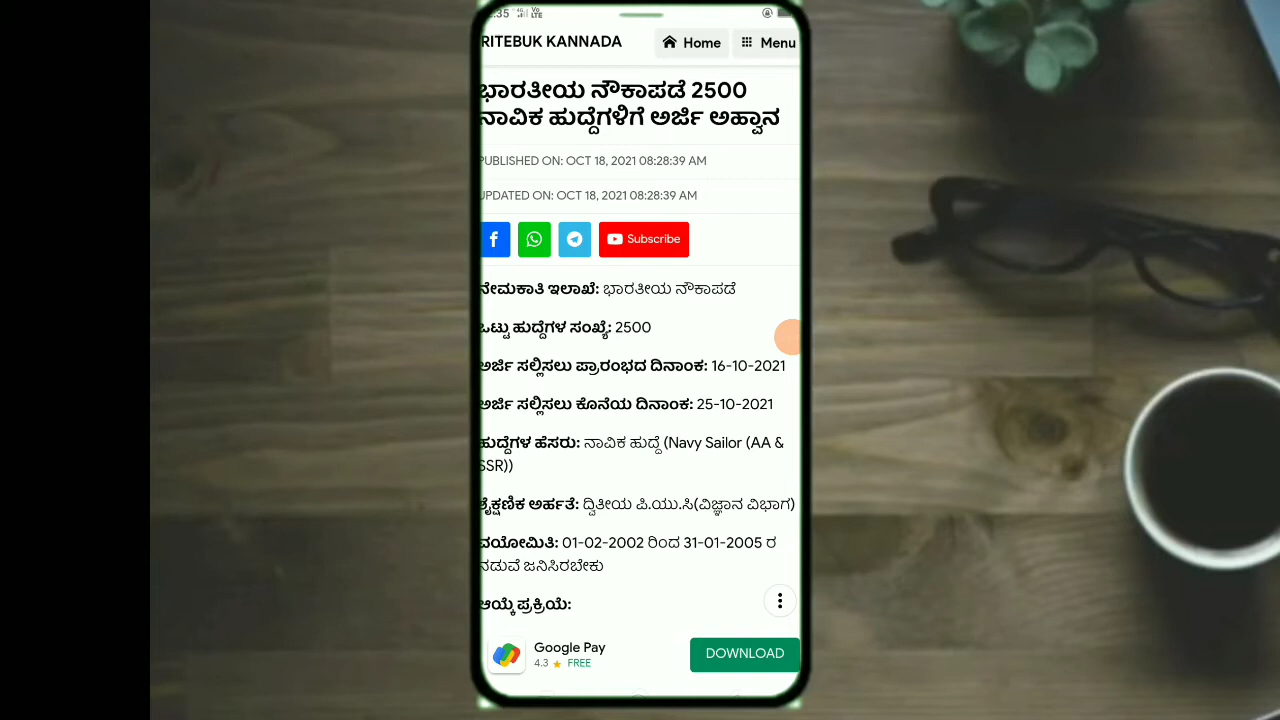 :35 4G Vo LTE
RITEBUK KANNADA Home Menu
ಭಾರತೀಯ ನೌಕಾಪಡೆ 2500
ನಾವಿಕ ಹುದ್ದೆಗಳಿಗೆ ಅರ್ಜಿ ಅಹ್ವಾನ
PUBLISHED ON: OCT 18, 2021 08:28:39 AM
UPDATED ON: OCT 18, 2021 08:28:39 AM
Subscribe
ನೇಮಕಾತಿ ಇಲಾಖೆ: ಭಾರತೀಯ ನೌಕಾಪಡೆ
ಒಟ್ಟು ಹುದ್ದೆಗಳ ಸಂಖ್ಯೆ: 2500
ಅರ್ಜಿ ಸಲ್ಲಿಸಲು ಪ್ರಾರಂಭದ ದಿನಾಂಕ: 16-10-2021
ಅರ್ಜಿ ಸಲ್ಲಿಸಲು ಕೊನೆಯ ದಿನಾಂಕ: 25-10-2021
ಹುದ್ದೆಗಳ ಹೆಸರು: ನಾವಿಕ ಹುದ್ದೆ (Navy Sailor (AA &
SSR))
ಶೈಕ್ಷಣಿಕ ಅರ್ಹತೆ: ದ್ವಿತೀಯ ಪಿ.ಯು.ಸಿ(ವಿಜ್ಞಾನ ವಿಭಾಗ)
ವಯೋಮಿತಿ: 01-02-2002 ರಿಂದ 31-01-2005 ರ
ನಡುವೆ ಜನಿಸಿರಬೇಕು
ಆಯ್ಕೆ ಪ್ರಕ್ರಿಯೆ:
Google Pay
4.3 ★ FREE
DOWNLOAD